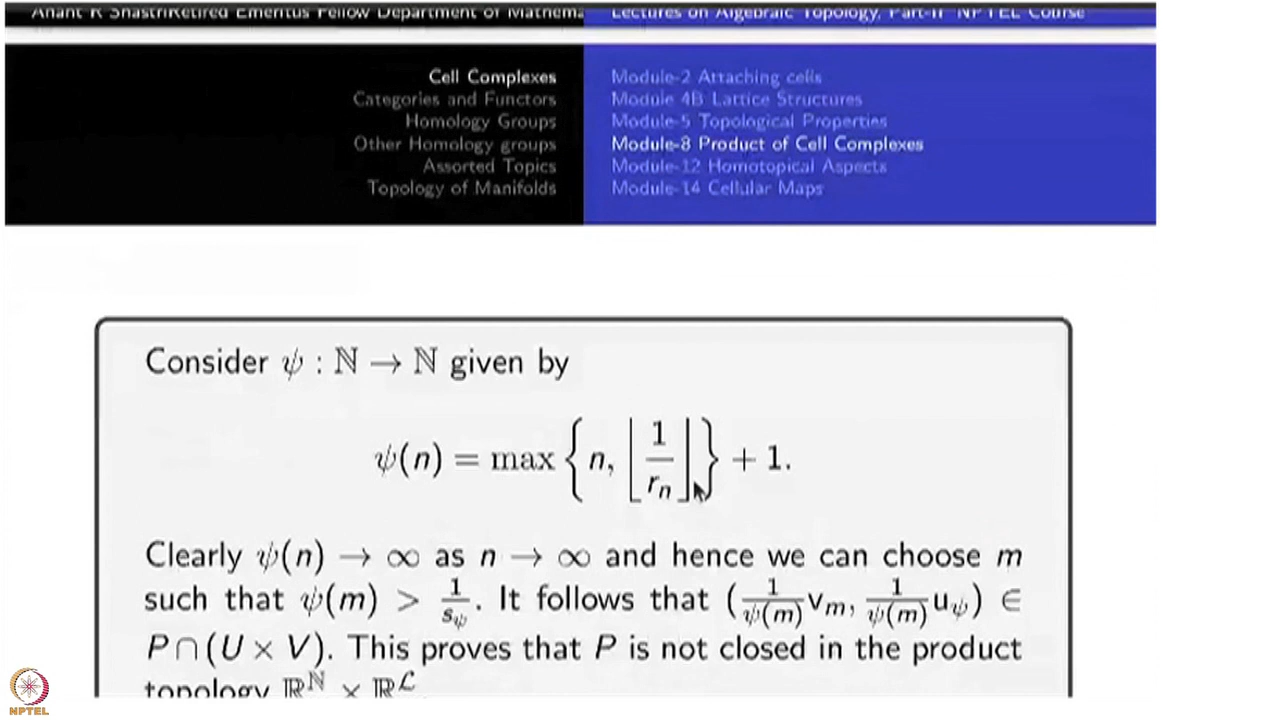 Anant R ShastriRetired Emeritus Fellow Department of Mathema Lectures on Algebraic Topology, Part-II NPTEL Course
Cell Complexes
Categories and Functors
Homology Groups
Other Homology groups
Assorted Topics
Topology of Manifolds
Module-2 Attaching cells
Module 4B Lattice Structures
Module-5 Topological Properties
Module-8 Product of Cell Complexes
Module-12 Homotopical Aspects
Module-14 Cellular Maps
Consider ψ : ℕ → ℕ given by
ψ(n) = max { n, ⌊ 1/rₙ ⌋ } + 1.
Clearly ψ(n) → ∞ as n → ∞ and hence we can choose m
such that ψ(m) > 1/s_ψ. It follows that (1/ψ(m) v_m, 1/ψ(m) u_ψ) ∈
P∩(U × V). This proves that P is not closed in the product
topology ℝ^ℕ × ℝ^ℒ
NPTEL